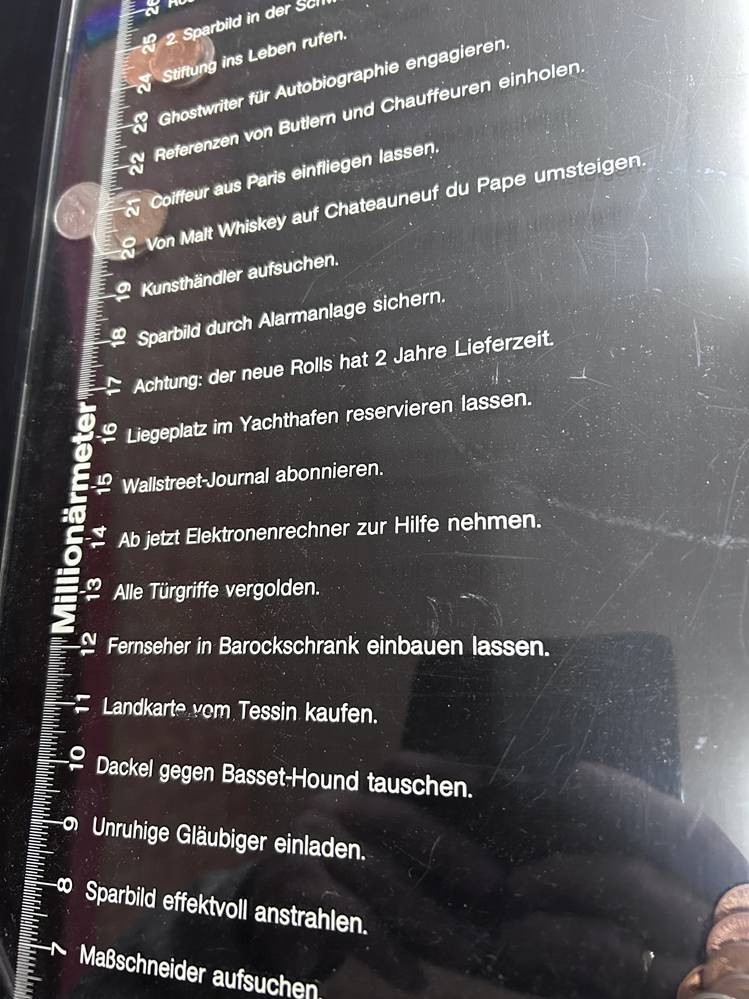 26
25 2. Sparbild in der
24 Stiftung ins Leben rufen.
23 Ghostwriter für Autobiographie engagieren.
22 Referenzen von Butlern und Chauffeuren einholen.
21 Coiffeur aus Paris einfliegen lassen.
20 Von Malt Whiskey auf Chateauneuf du Pape umsteigen.
19 Kunsthändler aufsuchen.
18 Sparbild durch Alarmanlage sichern.
17 Achtung: der neue Rolls hat 2 Jahre Lieferzeit.
16 Liegeplatz im Yachthafen reservieren lassen.
15 Wallstreet-Journal abonnieren.
14 Ab jetzt Elektronenrechner zur Hilfe nehmen.
13 Alle Türgriffe vergolden.
12 Fernseher in Barockschrank einbauen lassen.
11 Landkarte vom Tessin kaufen.
10 Dackel gegen Basset-Hound tauschen.
9 Unruhige Gläubiger einladen.
8 Sparbild effektvoll anstrahlen.
7 Maßschneider aufsuchen.
Millionärmeter